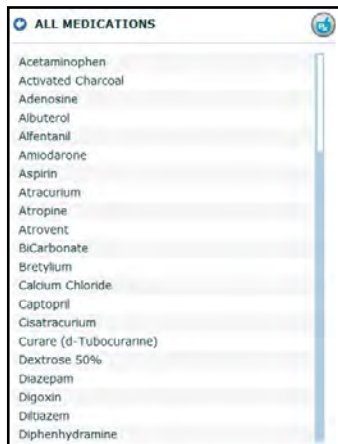 ALL MEDICATIONS
Acetaminophen
Activated Charcoal
Adenosine
Albuterol
Alfentanil
Amiodarone
Aspirin
Atracurium
Atropine
Atrovent
BiCarbonate
Bretylium
Calcium Chloride
Captopril
Cisatracurium
Curare (d-Tubocurarine)
Dextrose 50%
Diazepam
Digoxin
Diltiazem
Diphenhydramine